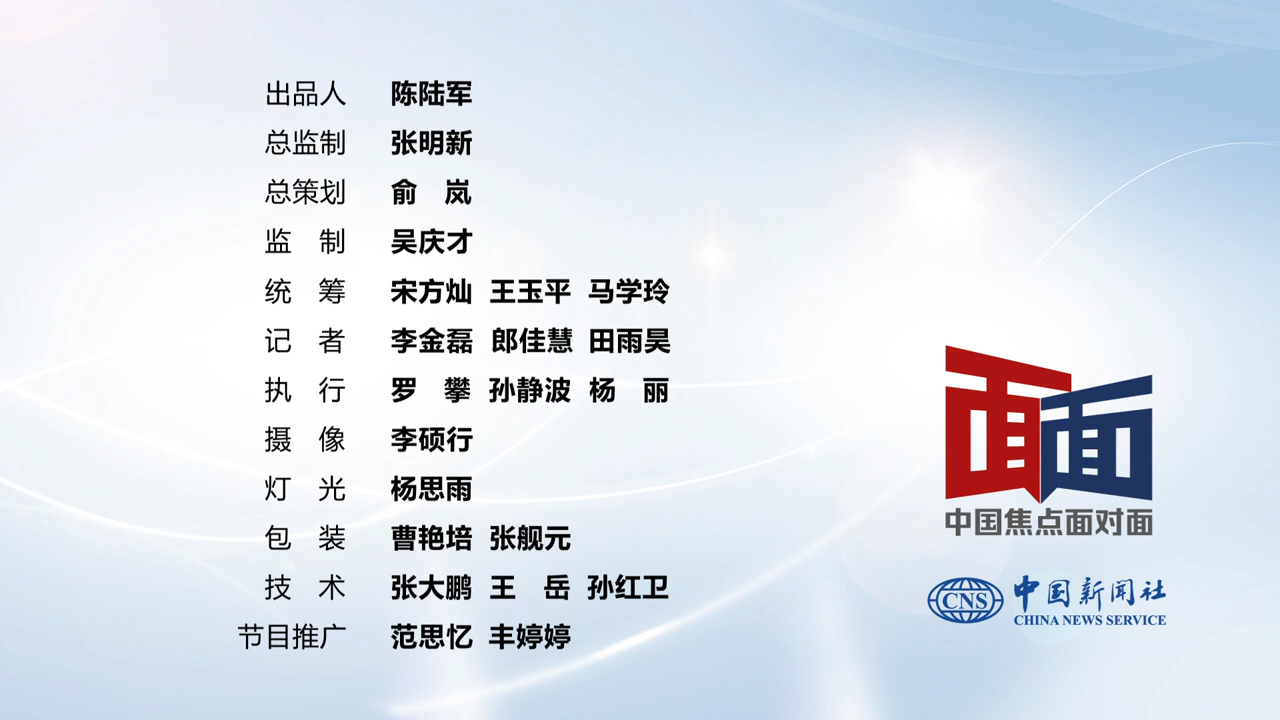 出品人 陈陆军
总监制 张明新
总策划 俞 岚
监 制 吴庆才
统 筹 宋方灿 王玉平 马学玲
记 者 李金磊 郎佳慧 田雨昊
执 行 罗 攀 孙静波 杨 丽
摄 像 李硕行
灯 光 杨思雨
包 装 曹艳培 张舰元
技 术 张大鹏 王 岳 孙红卫
节目推广 范思忆 丰婷婷
面面
中国焦点面对面
CNS 中国新闻社
CHINA NEWS SERVICE